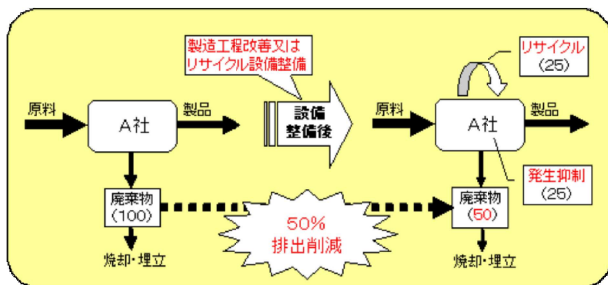 製造工程改善又は
リサイクル設備整備
原料
A社
製品
廃棄物
(100)
焼却・埋立
設備
整備後
50%
排出削減
リサイクル
(25)
原料
A社
製品
発生抑制
(25)
廃棄物
(50)
焼却・埋立